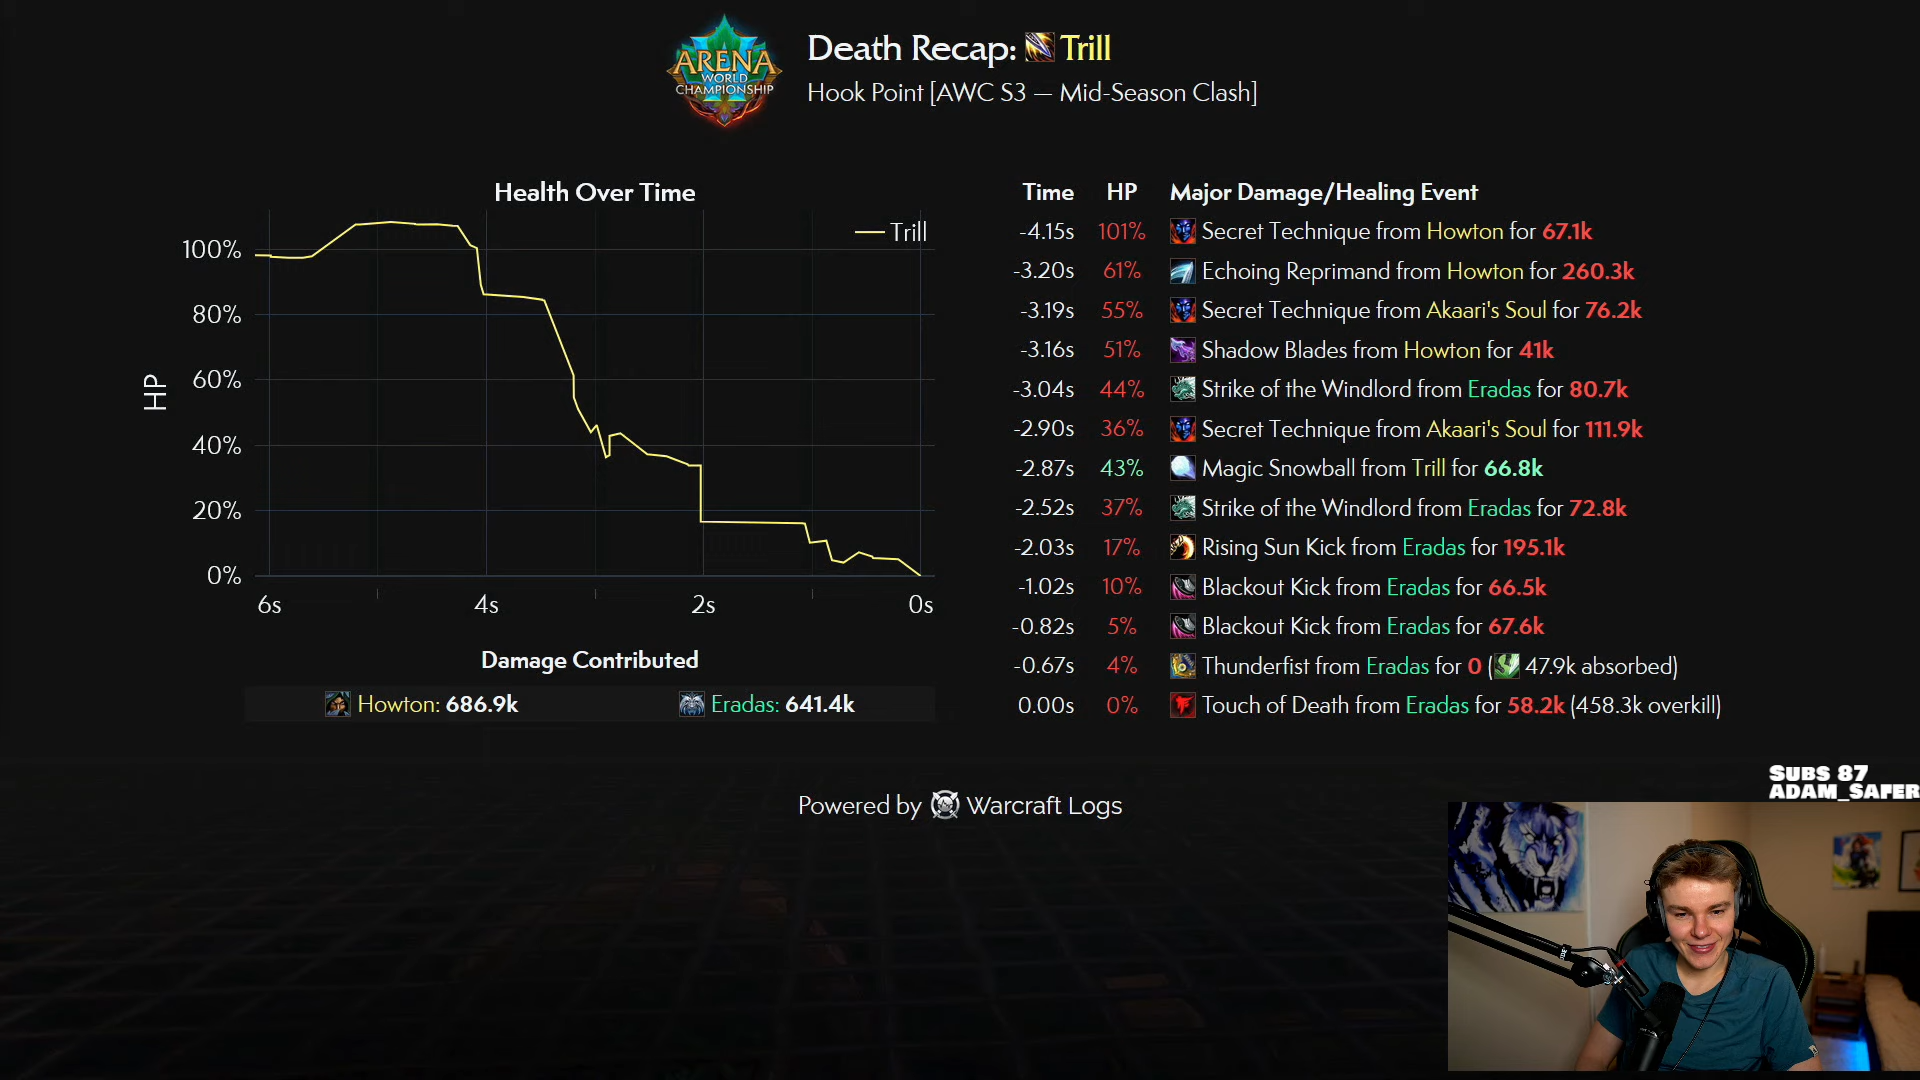 ARENA
WORLD
CHAMPIONSHIP
Death Recap: Trill
Hook Point [AWC S3 — Mid-Season Clash]
Health Over Time
Trill
HP
100%
80%
60%
40%
20%
0%
6s 4s 2s 0s
Damage Contributed
Howton: 686.9k Eradas: 641.4k
Time HP Major Damage/Healing Event
-4.15s 101% Secret Technique from Howton for 67.1k
-3.20s 61% Echoing Reprimand from Howton for 260.3k
-3.19s 55% Secret Technique from Akaari's Soul for 76.2k
-3.16s 51% Shadow Blades from Howton for 41k
-3.04s 44% Strike of the Windlord from Eradas for 80.7k
-2.90s 36% Secret Technique from Akaari's Soul for 111.9k
-2.87s 43% Magic Snowball from Trill for 66.8k
-2.52s 37% Strike of the Windlord from Eradas for 72.8k
-2.03s 17% Rising Sun Kick from Eradas for 195.1k
-1.02s 10% Blackout Kick from Eradas for 66.5k
-0.82s 5% Blackout Kick from Eradas for 67.6k
-0.67s 4% Thunderfist from Eradas for 0 (47.9k absorbed)
0.00s 0% Touch of Death from Eradas for 58.2k (458.3k overkill)
Powered by Warcraft Logs
SUBS 87
ADAM_SAFER